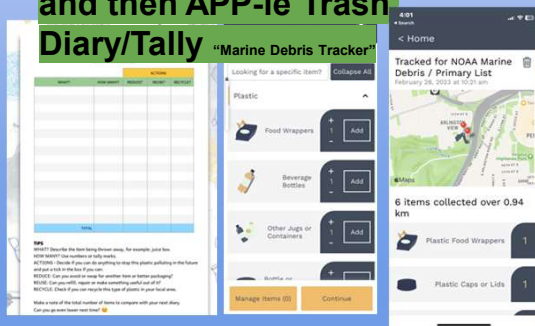 and then APP-le Trash
Diary/Tally "Marine Debris Tracker"
ACTIONS
WHAT? HOW MANY? REDUCE? REUSE? RECYCLE?
TOTAL
TIPS
WHAT? Describe the item being thrown away, for example, juice box.
HOW MANY? Use numbers or tally marks.
ACTIONS - Decide if you can do anything to stop this plastic polluting in the future
and put a tick in the box if you can:
REDUCE: Can you avoid or swap for another item or better packaging?
REUSE: Can you refill, repair or make something useful out of it?
RECYCLE: Check if you can recycle this type of plastic in your local area.
Make a note of the total number of items to compare with your next diary.
Can you go even lower next time?
Looking for a specific item? Collapse All
Plastic
Food Wrappers + 1 - Add
Beverage
Bottles + 1 - Add
Other Jugs or
Containers + 1 - Add
Manage Items (0) Continue
4:01
Search
< Home
Tracked for NOAA Marine
Debris / Primary List
February 26, 2023 at 10:21 am
ARLINGTON
VIEW
Maps
6 items collected over 0.94
km
Plastic Food Wrappers 1
Plastic Caps or Lids 1